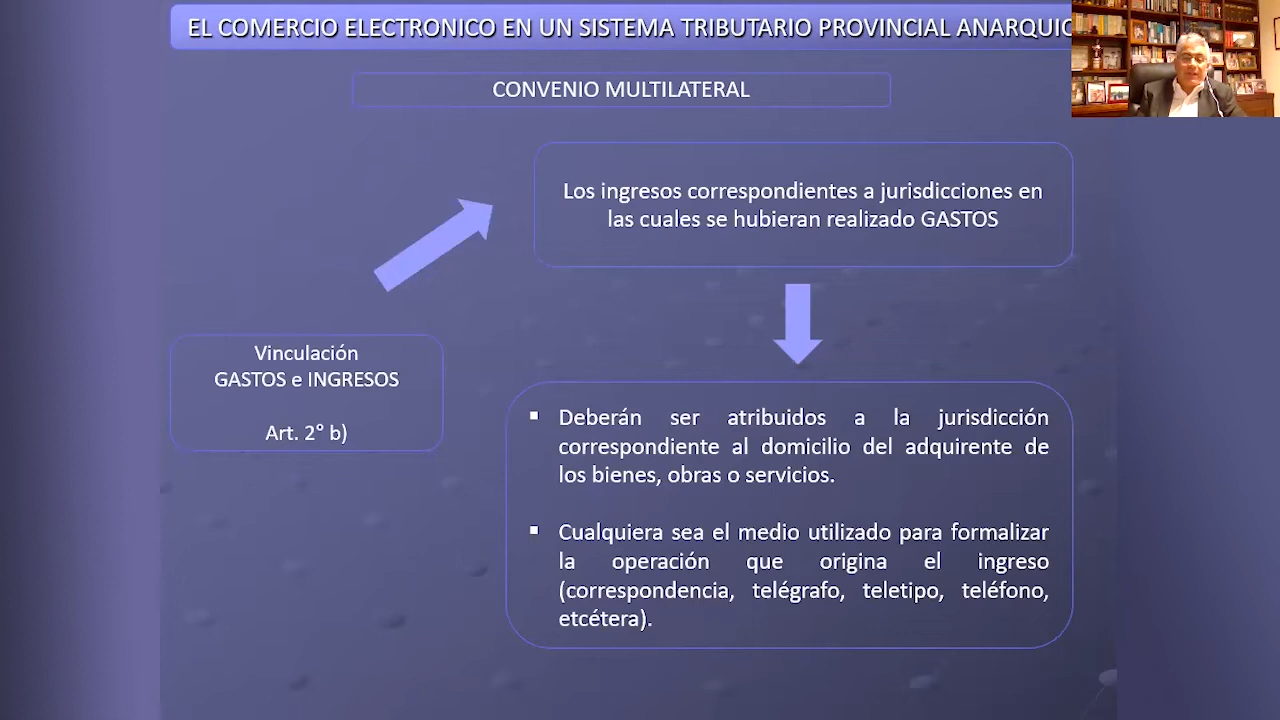 EL COMERCIO ELECTRONICO EN UN SISTEMA TRIBUTARIO PROVINCIAL
CONVENIO MULTILATERAL
Los ingresos correspondientes a jurisdicciones en
las cuales se hubieran realizado GASTOS
Vinculación
GASTOS e INGRESOS
Art. 2° b)
▪ Deberán ser atribuidos a la jurisdicción
correspondiente al domicilio del adquirente de
los bienes, obras o servicios.
▪ Cualquiera sea el medio utilizado para formalizar
la operación que origina el ingreso
(correspondencia, telégrafo, teletipo, teléfono,
etcétera).